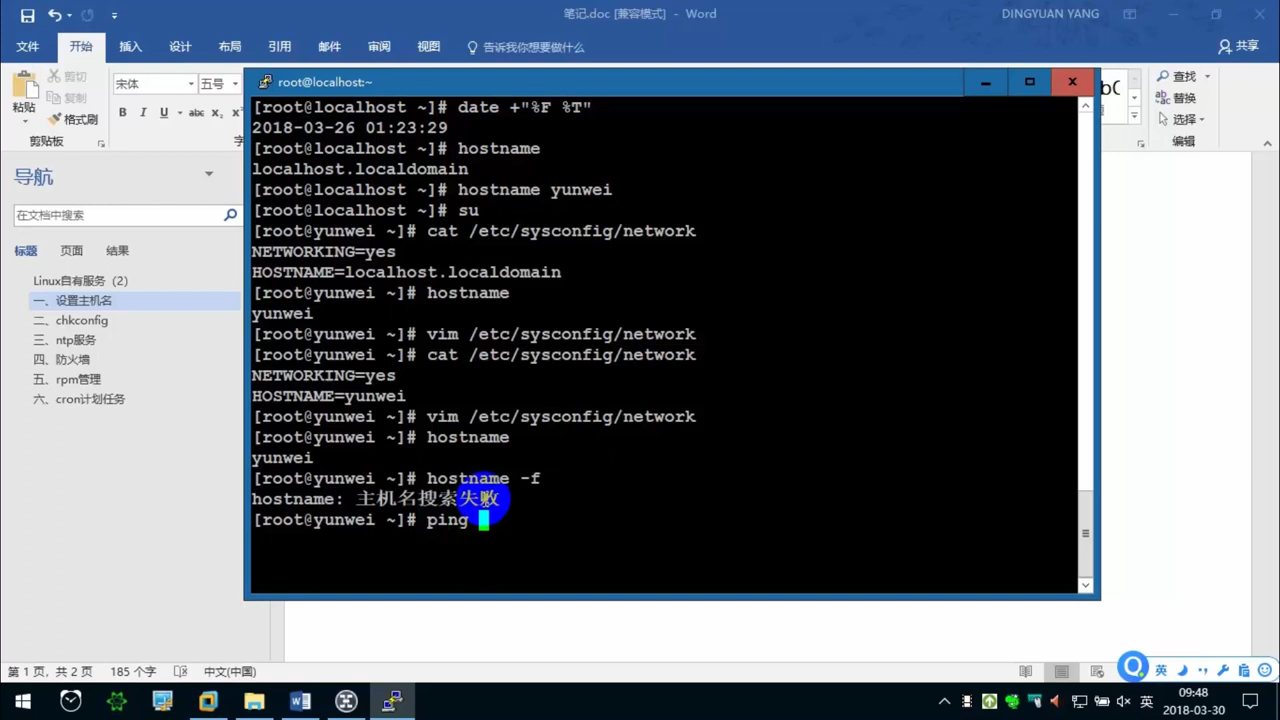 笔记.doc [兼容模式] - Word
DINGYUAN YANG
文件 开始 插入 设计 布局 引用 邮件 审阅 视图 告诉我你想要做什么 共享
粘贴
剪切
复制
格式刷
剪贴板
宋体 五号
B I U abc x₂ x
字
查找
替换
选择
编辑
导航
在文档中搜索
标题 页面 结果
Linux自有服务（2）
一、设置主机名
二、chkconfig
三、ntp服务
四、防火墙
五、rpm管理
六、cron计划任务
root@localhost:~
[root@localhost ~]# date +"%F %T"
2018-03-26 01:23:29
[root@localhost ~]# hostname
localhost.localdomain
[root@localhost ~]# hostname yunwei
[root@localhost ~]# su
[root@yunwei ~]# cat /etc/sysconfig/network
NETWORKING=yes
HOSTNAME=localhost.localdomain
[root@yunwei ~]# hostname
yunwei
[root@yunwei ~]# vim /etc/sysconfig/network
[root@yunwei ~]# cat /etc/sysconfig/network
NETWORKING=yes
HOSTNAME=yunwei
[root@yunwei ~]# vim /etc/sysconfig/network
[root@yunwei ~]# hostname
yunwei
[root@yunwei ~]# hostname -f
hostname: 主机名搜索失败
[root@yunwei ~]# ping
第 1 页，共 2 页 185 个字 中文(中国)
英
英
09:48
2018-03-30